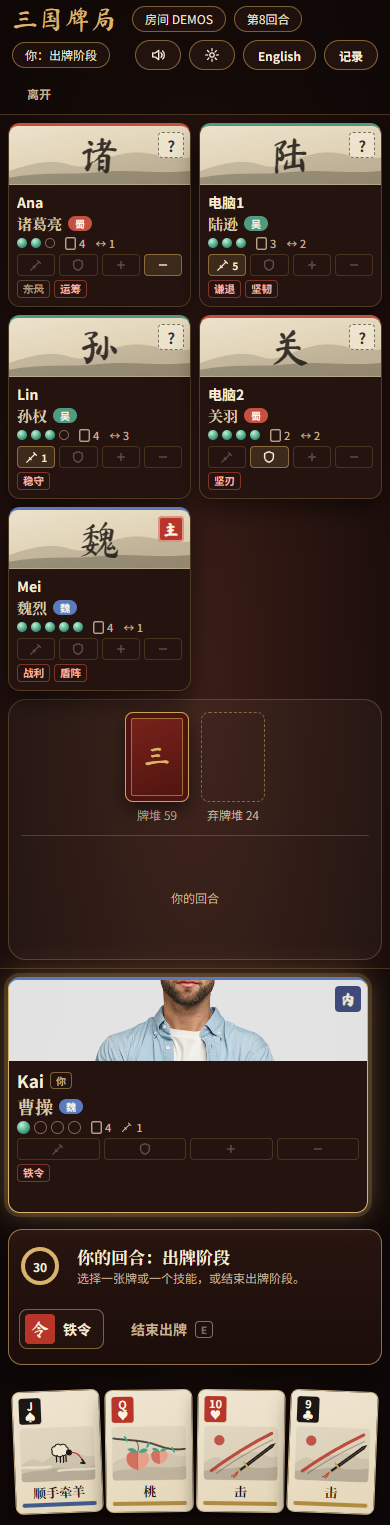 三国牌局 房间 DEMOS 第8回合
你：出牌阶段 English 记录
离开
诸 ?
陆 ?
Ana
诸葛亮 蜀
4 ↔1
东风 运筹
电脑1
陆逊 吴
3 ↔2
5
谦退 坚韧
孙 ?
关 ?
Lin
孙权 吴
4 ↔3
1
稳守
电脑2
关羽 蜀
2 ↔2
坚刃
魏 主
Mei
魏烈 魏
4 ↔1
战利 盾阵
三
牌堆 59 弃牌堆 24
你的回合
内
Kai 你
曹操 魏
4 1
铁令
30
你的回合：出牌阶段
选择一张牌或一个技能，或结束出牌阶段。
令 铁令 结束出牌 E
J♠ 顺手牵羊
Q♥ 桃
10♥ 击
9♣ 击